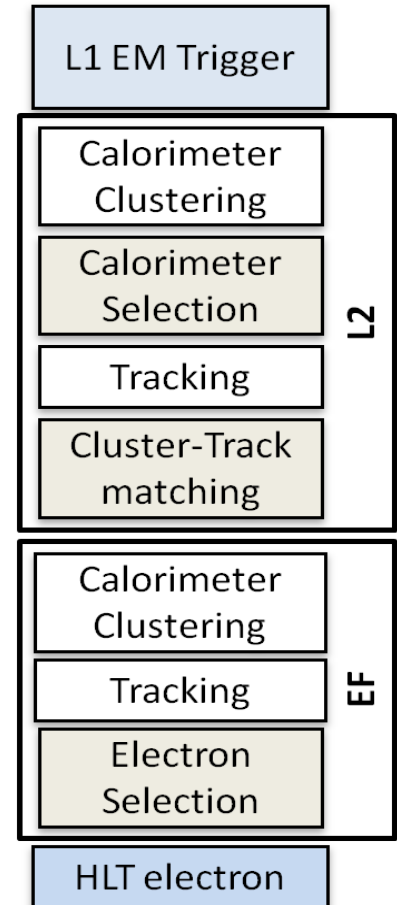 L1 EM Trigger
Calorimeter
Clustering
Calorimeter
Selection
Tracking
Cluster-Track
matching
L2
Calorimeter
Clustering
Tracking
Electron
Selection
EF
HLT electron